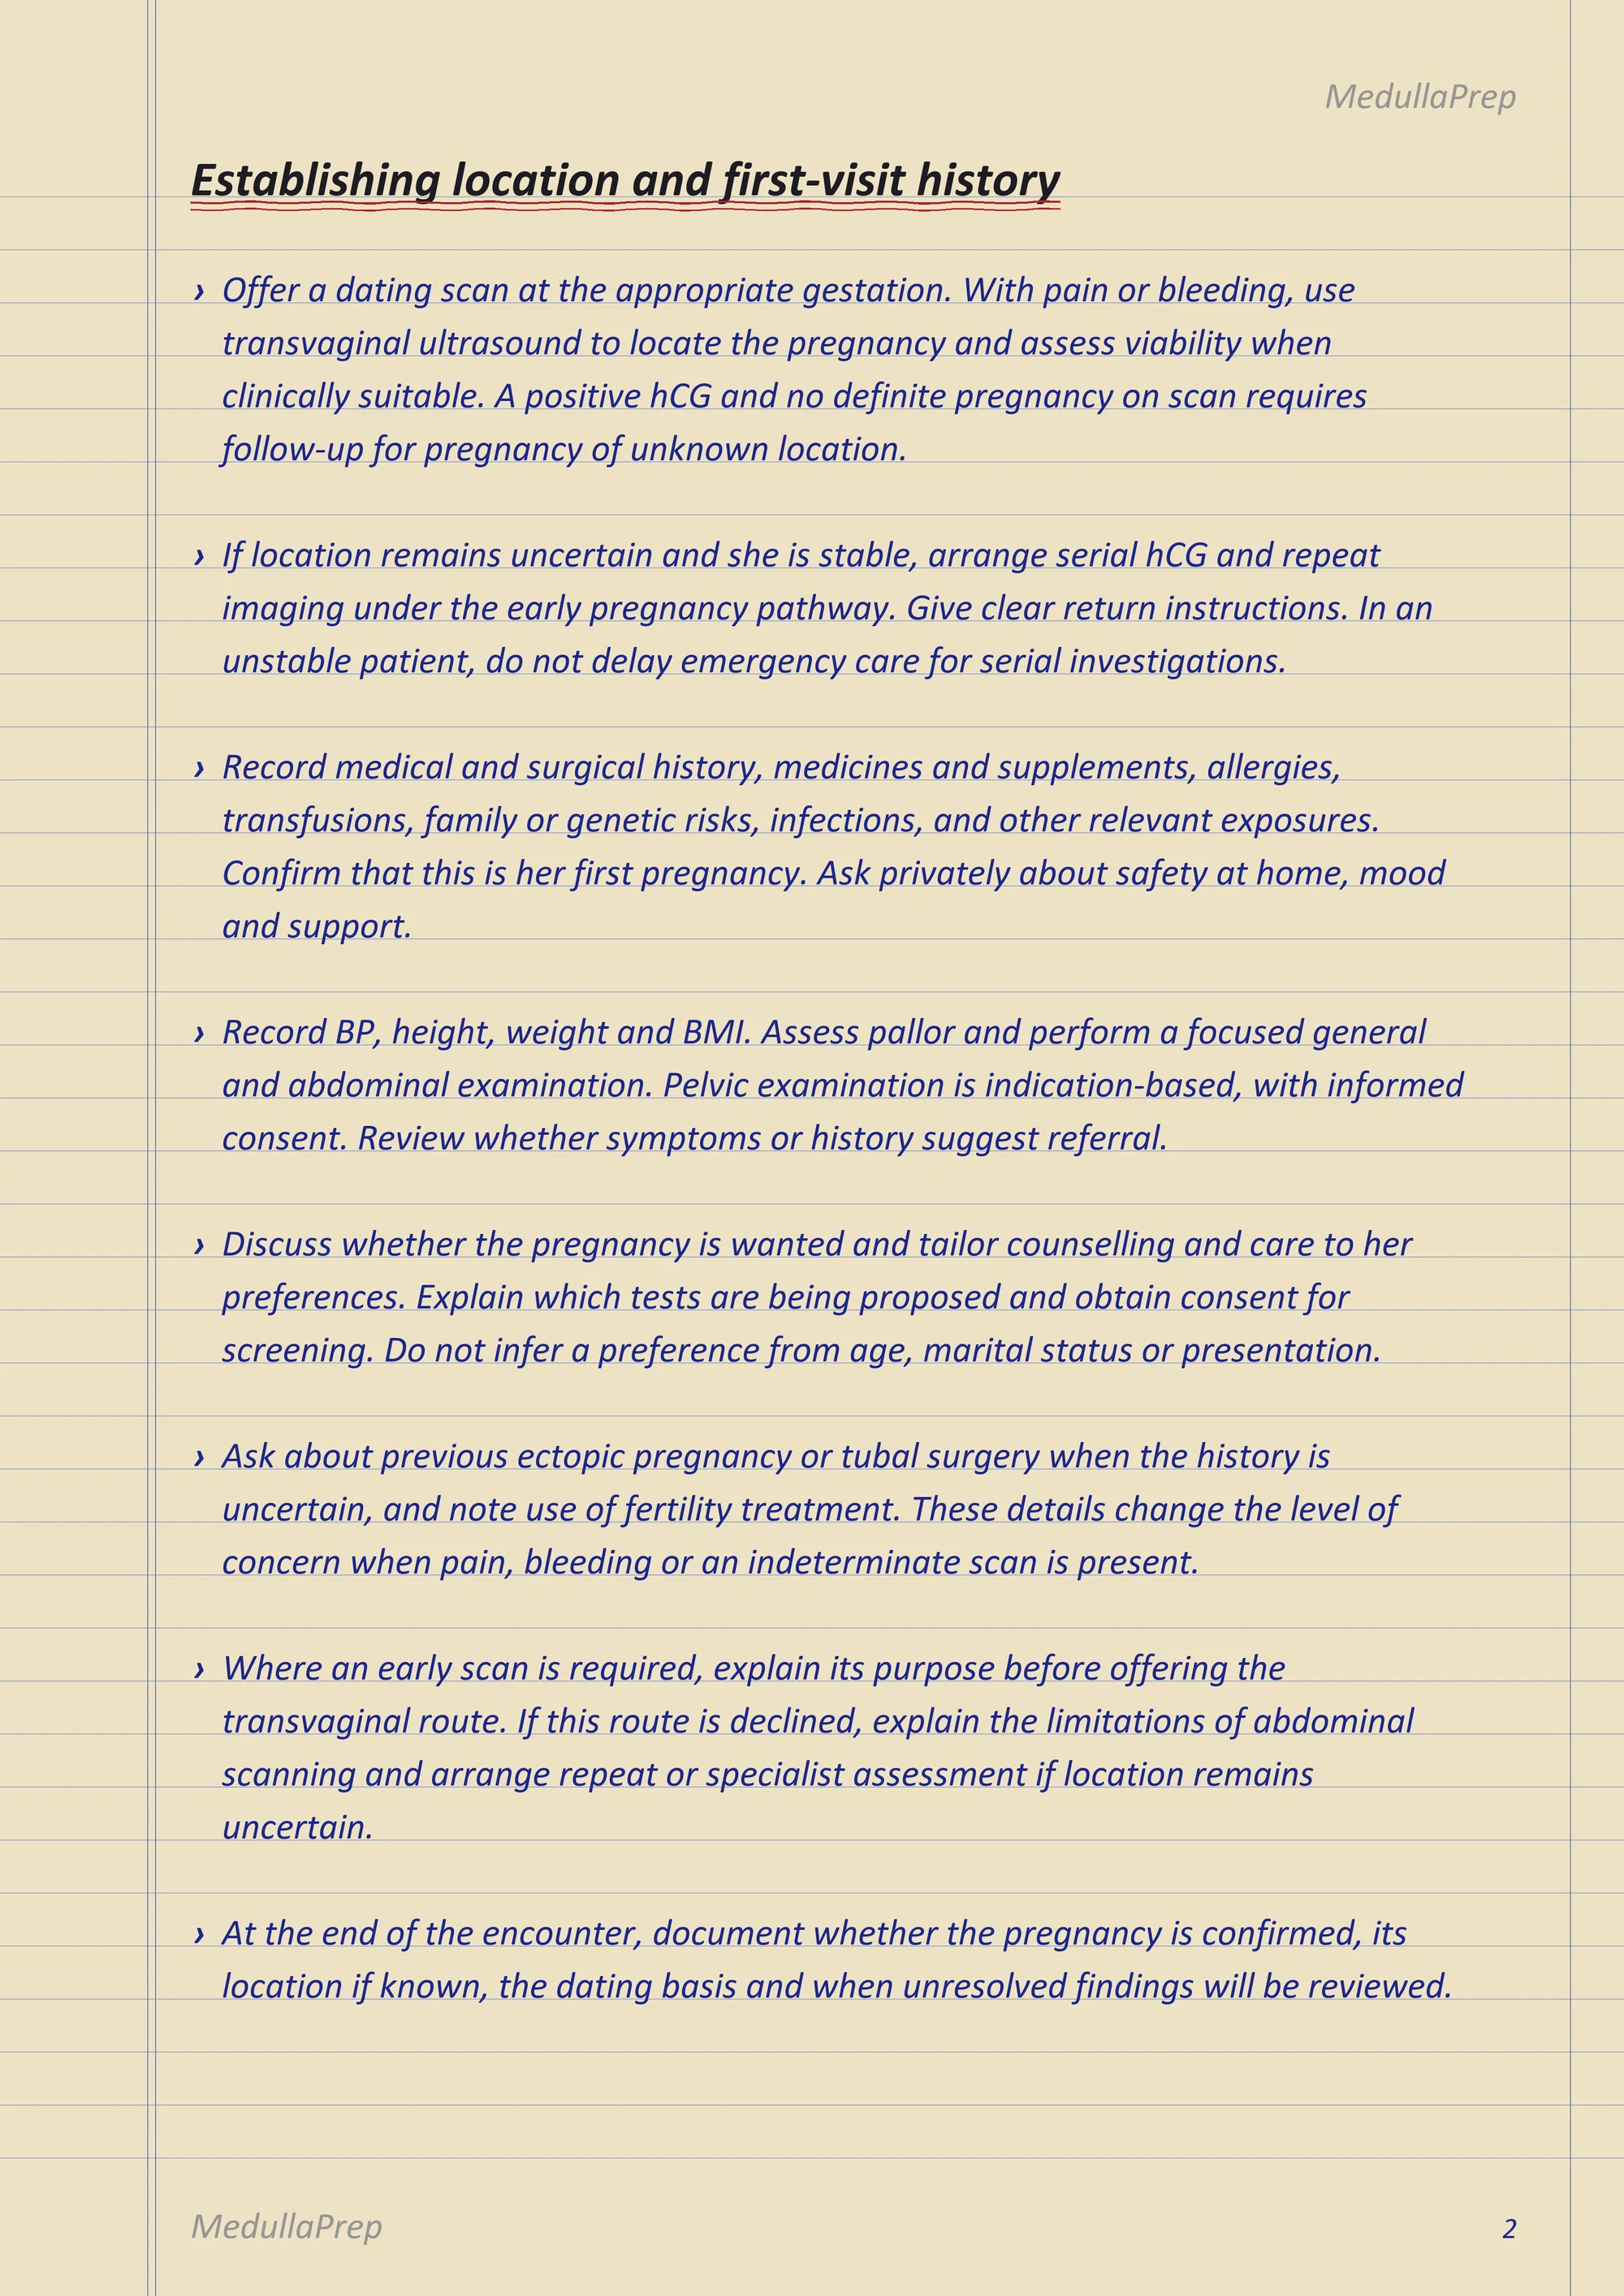 MedullaPrep
Establishing location and first-visit history
› Offer a dating scan at the appropriate gestation. With pain or bleeding, use
transvaginal ultrasound to locate the pregnancy and assess viability when
clinically suitable. A positive hCG and no definite pregnancy on scan requires
follow-up for pregnancy of unknown location.
› If location remains uncertain and she is stable, arrange serial hCG and repeat
imaging under the early pregnancy pathway. Give clear return instructions. In an
unstable patient, do not delay emergency care for serial investigations.
› Record medical and surgical history, medicines and supplements, allergies,
transfusions, family or genetic risks, infections, and other relevant exposures.
Confirm that this is her first pregnancy. Ask privately about safety at home, mood
and support.
› Record BP, height, weight and BMI. Assess pallor and perform a focused general
and abdominal examination. Pelvic examination is indication-based, with informed
consent. Review whether symptoms or history suggest referral.
› Discuss whether the pregnancy is wanted and tailor counselling and care to her
preferences. Explain which tests are being proposed and obtain consent for
screening. Do not infer a preference from age, marital status or presentation.
› Ask about previous ectopic pregnancy or tubal surgery when the history is
uncertain, and note use of fertility treatment. These details change the level of
concern when pain, bleeding or an indeterminate scan is present.
› Where an early scan is required, explain its purpose before offering the
transvaginal route. If this route is declined, explain the limitations of abdominal
scanning and arrange repeat or specialist assessment if location remains
uncertain.
› At the end of the encounter, document whether the pregnancy is confirmed, its
location if known, the dating basis and when unresolved findings will be reviewed.
MedullaPrep
2